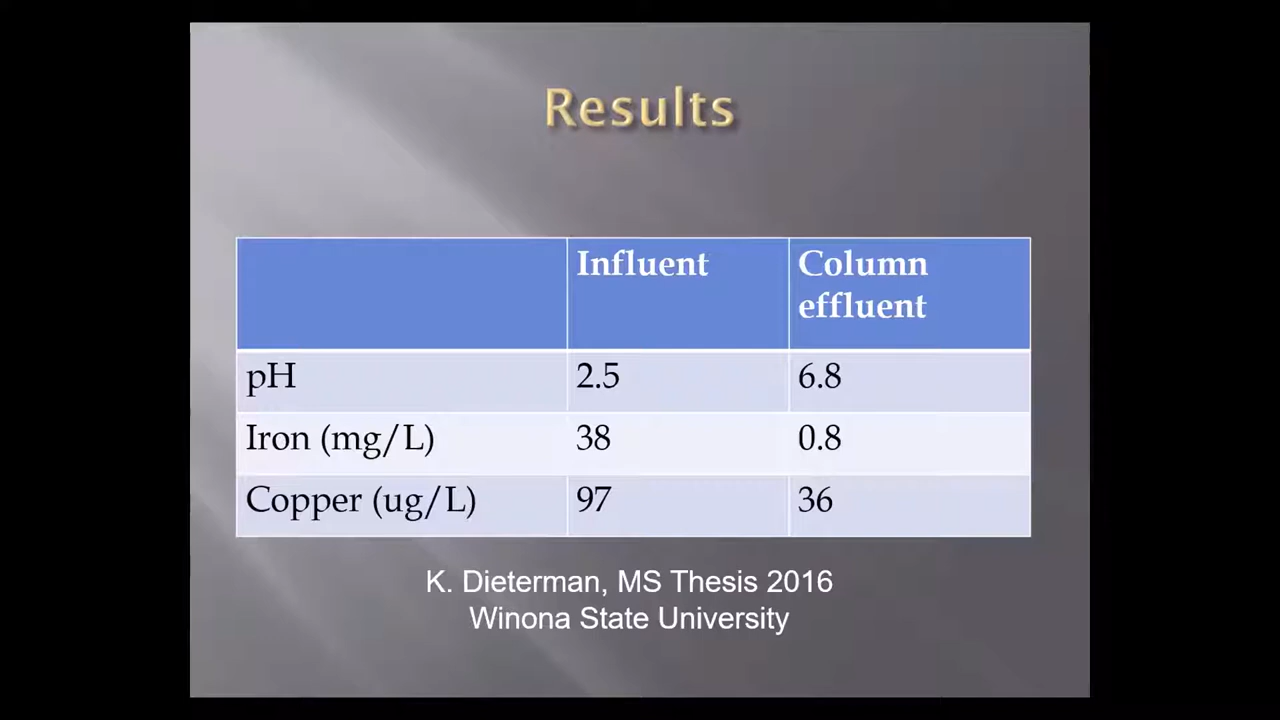 Results
Influent
Column
effluent
pH 2.5 6.8
Iron (mg/L) 38 0.8
Copper (ug/L) 97 36
K. Dieterman, MS Thesis 2016
Winona State University